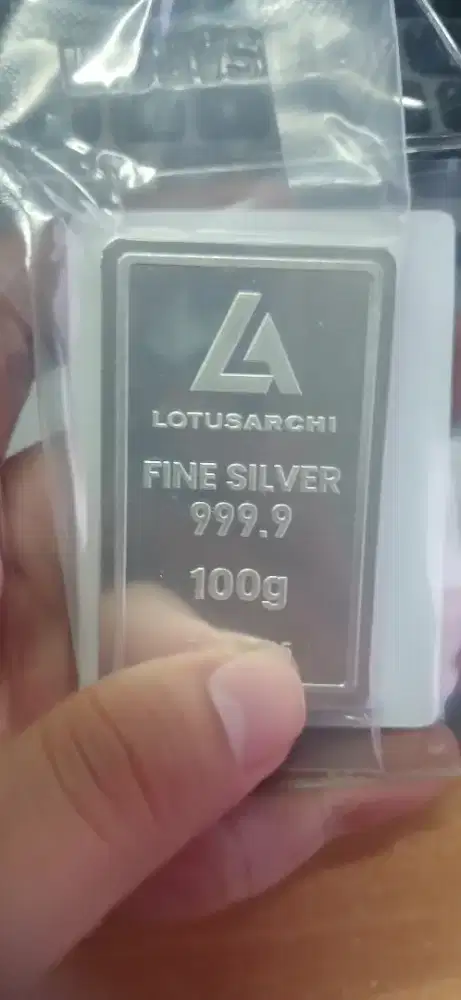 LOTUSARCHI
FINE SILVER
999.9
100g